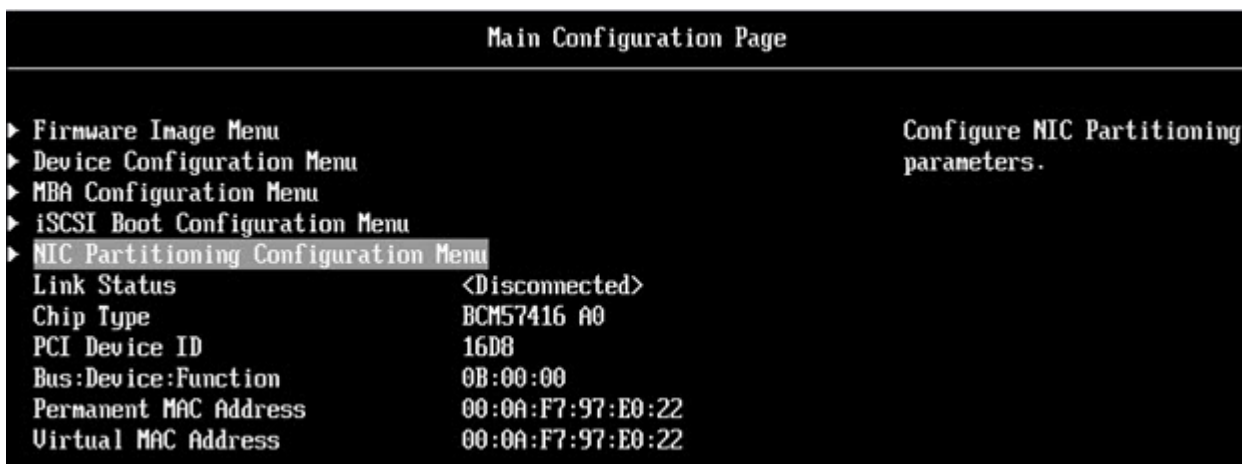 Main Configuration Page
Firmware Image Menu
Device Configuration Menu
MBA Configuration Menu
iSCSI Boot Configuration Menu
NIC Partitioning Configuration Menu
Link Status <Disconnected>
Chip Type BCM57416 A0
PCI Device ID 16D8
Bus:Device:Function 0B:00:00
Permanent MAC Address 00:0A:F7:97:E0:22
Virtual MAC Address 00:0A:F7:97:E0:22
Configure NIC Partitioning
parameters.